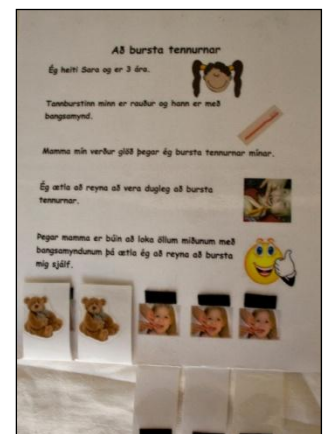 Að bursta tennurnar
Ég heiti Sara og er 3 ára.
Tannburstinn minn er rauður og hann er með
bangsamynd.
Mamma mín verður glöð þegar ég bursta tennurnar mínar.
Ég ætla að reyna að vera dugleg að bursta
tennurnar.
Þegar mamma er búin að loka öllum miðunum með
bangsamyndunum þá ætla ég að reyna að bursta
mig sjálf.